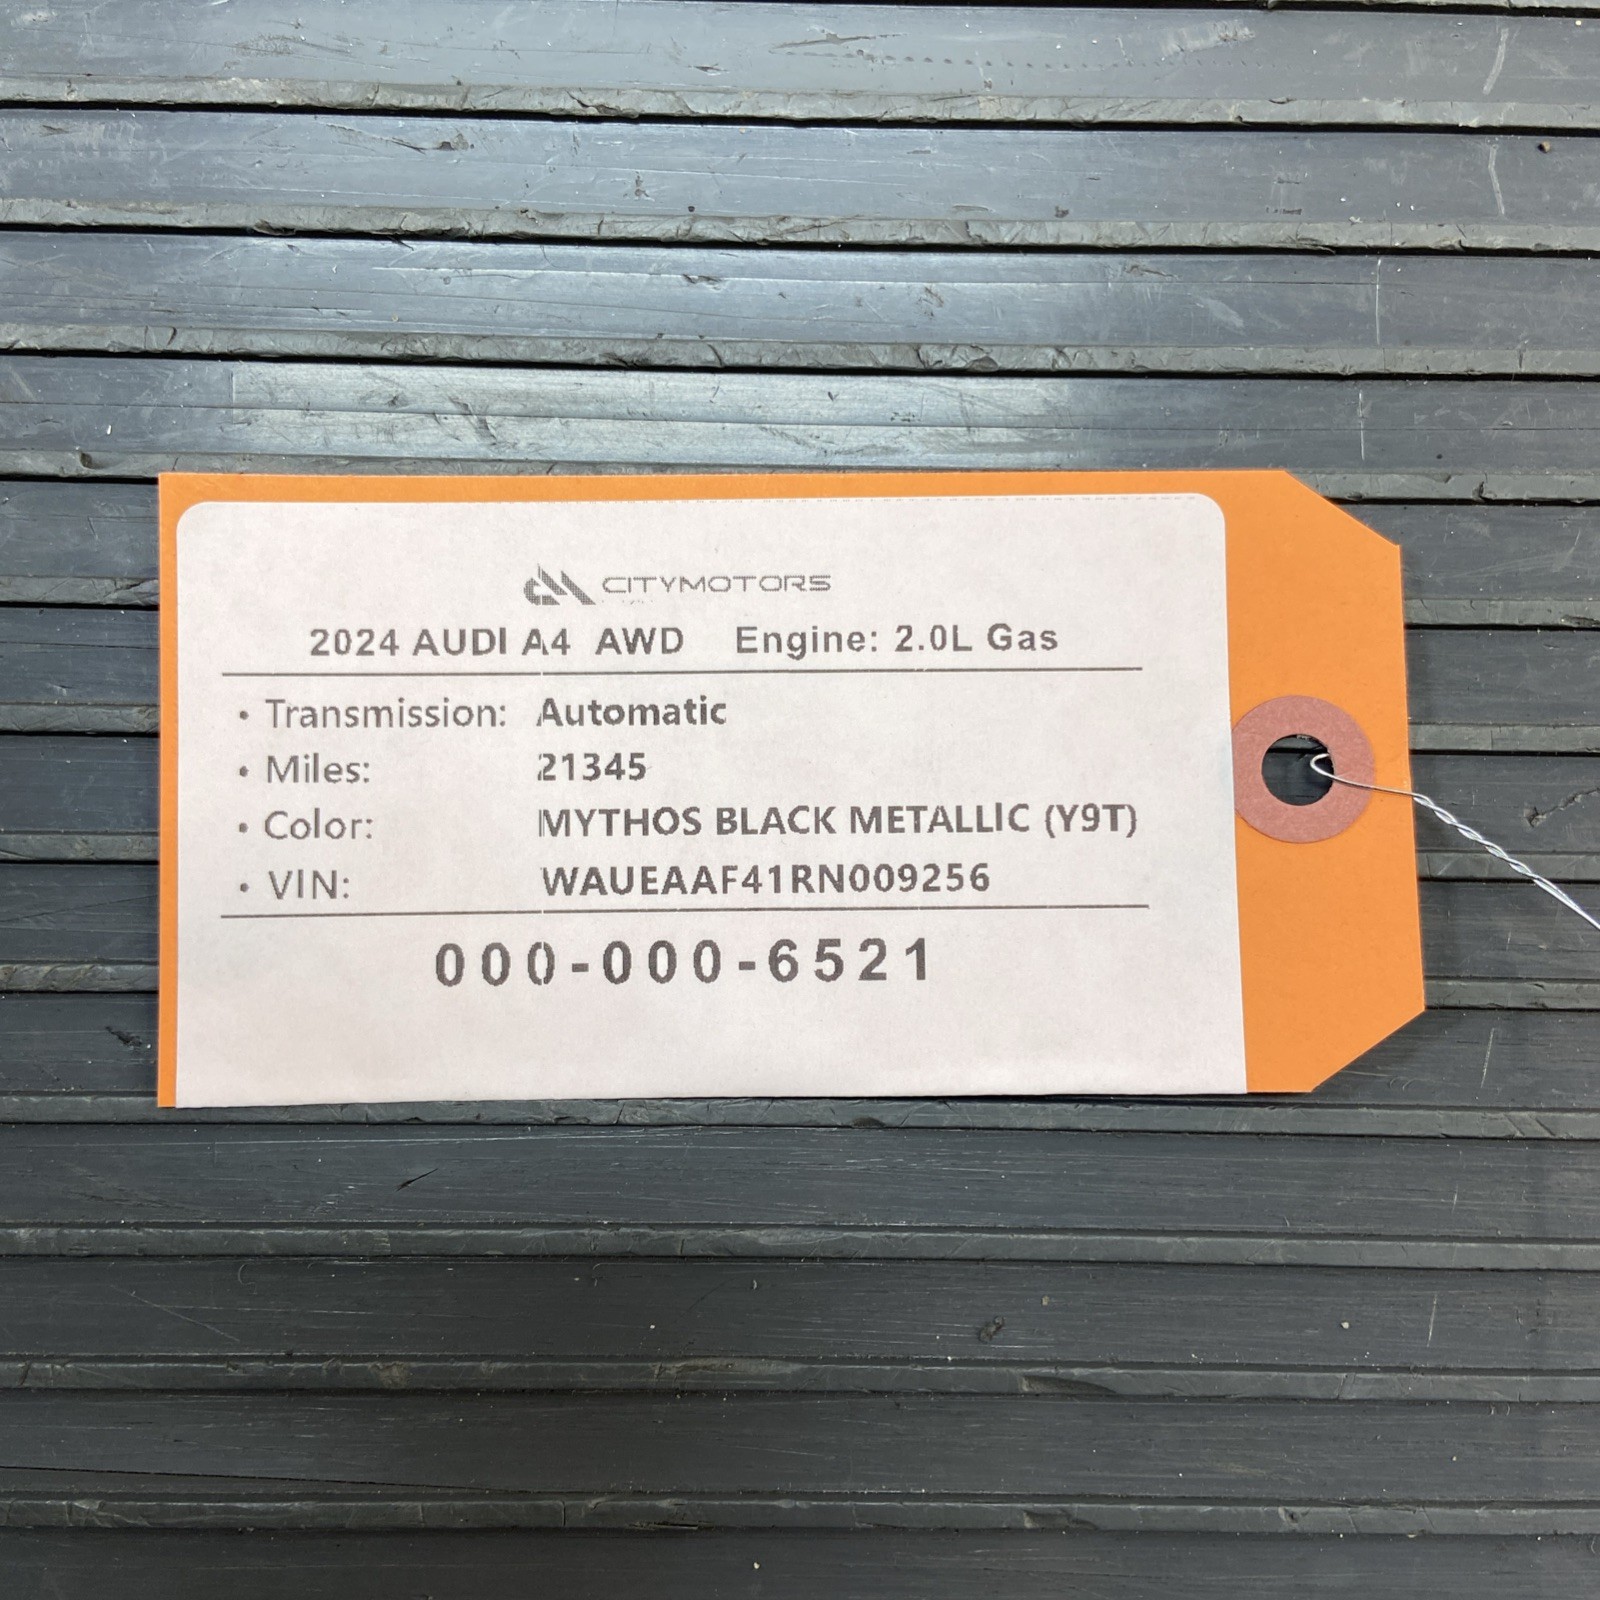 CITYMOTORS
2024 AUDI A4 AWD Engine: 2.0L Gas
• Transmission: Automatic
• Miles: 21345
• Color: MYTHOS BLACK METALLIC (Y9T)
• VIN: WAUEAAF41RN009256
000-000-6521